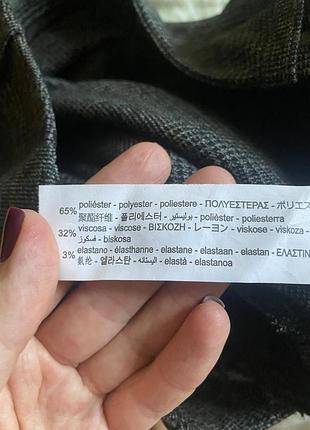 65% poliéster - polyester - poliestere - ΠΟΛΥΕΣΤΕΡΑΣ - ポリエス
聚酯纤维 - 폴리에스터 - بوليستير - polièster - poliesterra
32% viscosa - viscose - ΒΙΣΚΟΖΗ - レーヨン - viskose - viskoza -
فسكوز - biskosa
3% elastano - élasthanne - elastane - elastaan - elastan - ΕΛΑΣΤΙΝ
氨纶 - 엘라스탄 - الياستانه - elastà - elastanoa